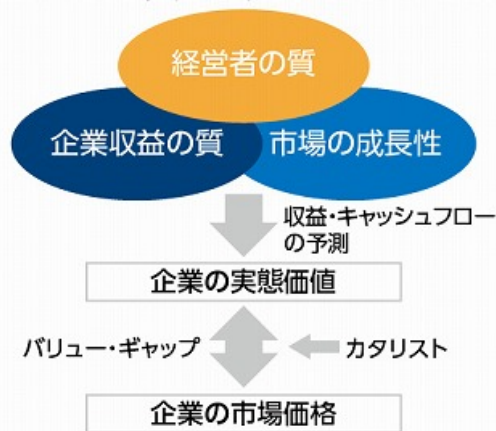 経営者の質
企業収益の質
市場の成長性
収益・キャッシュフロー
の予測
企業の実態価値
バリュー・ギャップ
カタリスト
企業の市場価格